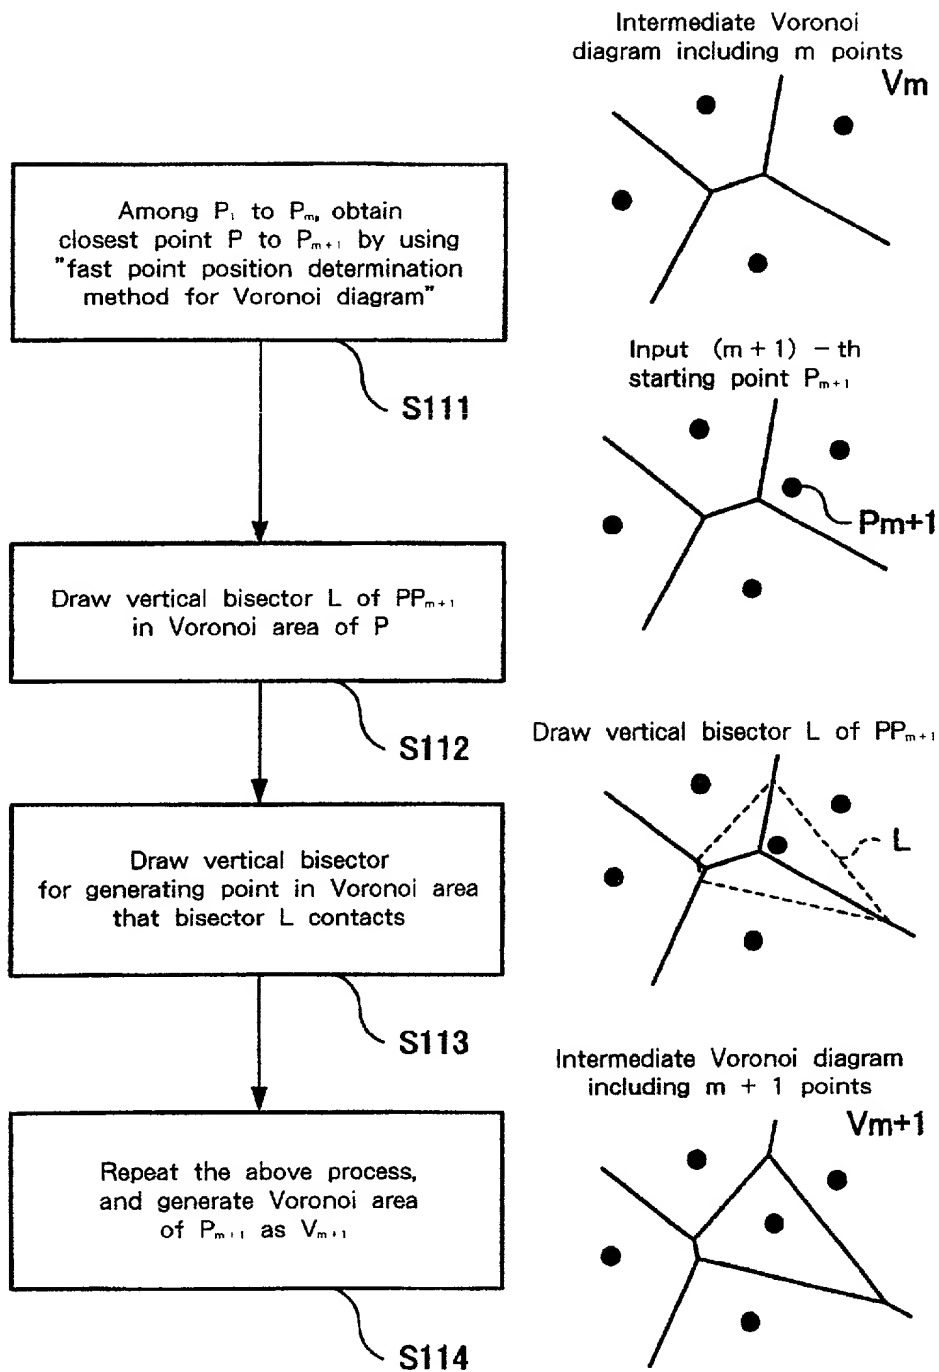 Intermediate Voronoi
diagram including m points
Vm
Among P₁ to Pₘ, obtain
closest point P to Pₘ₊₁ by using
"fast point position determination
method for Voronoi diagram"
S111
Input (m + 1) - th
starting point Pₘ₊₁
Pm+1
Draw vertical bisector L of PPₘ₊₁
in Voronoi area of P
S112
Draw vertical bisector L of PPₘ₊₁
L
Draw vertical bisector
for generating point in Voronoi area
that bisector L contacts
S113
Intermediate Voronoi diagram
including m + 1 points
Vm+1
Repeat the above process,
and generate Voronoi area
of Pₘ₊₁ as Vₘ₊₁
S114